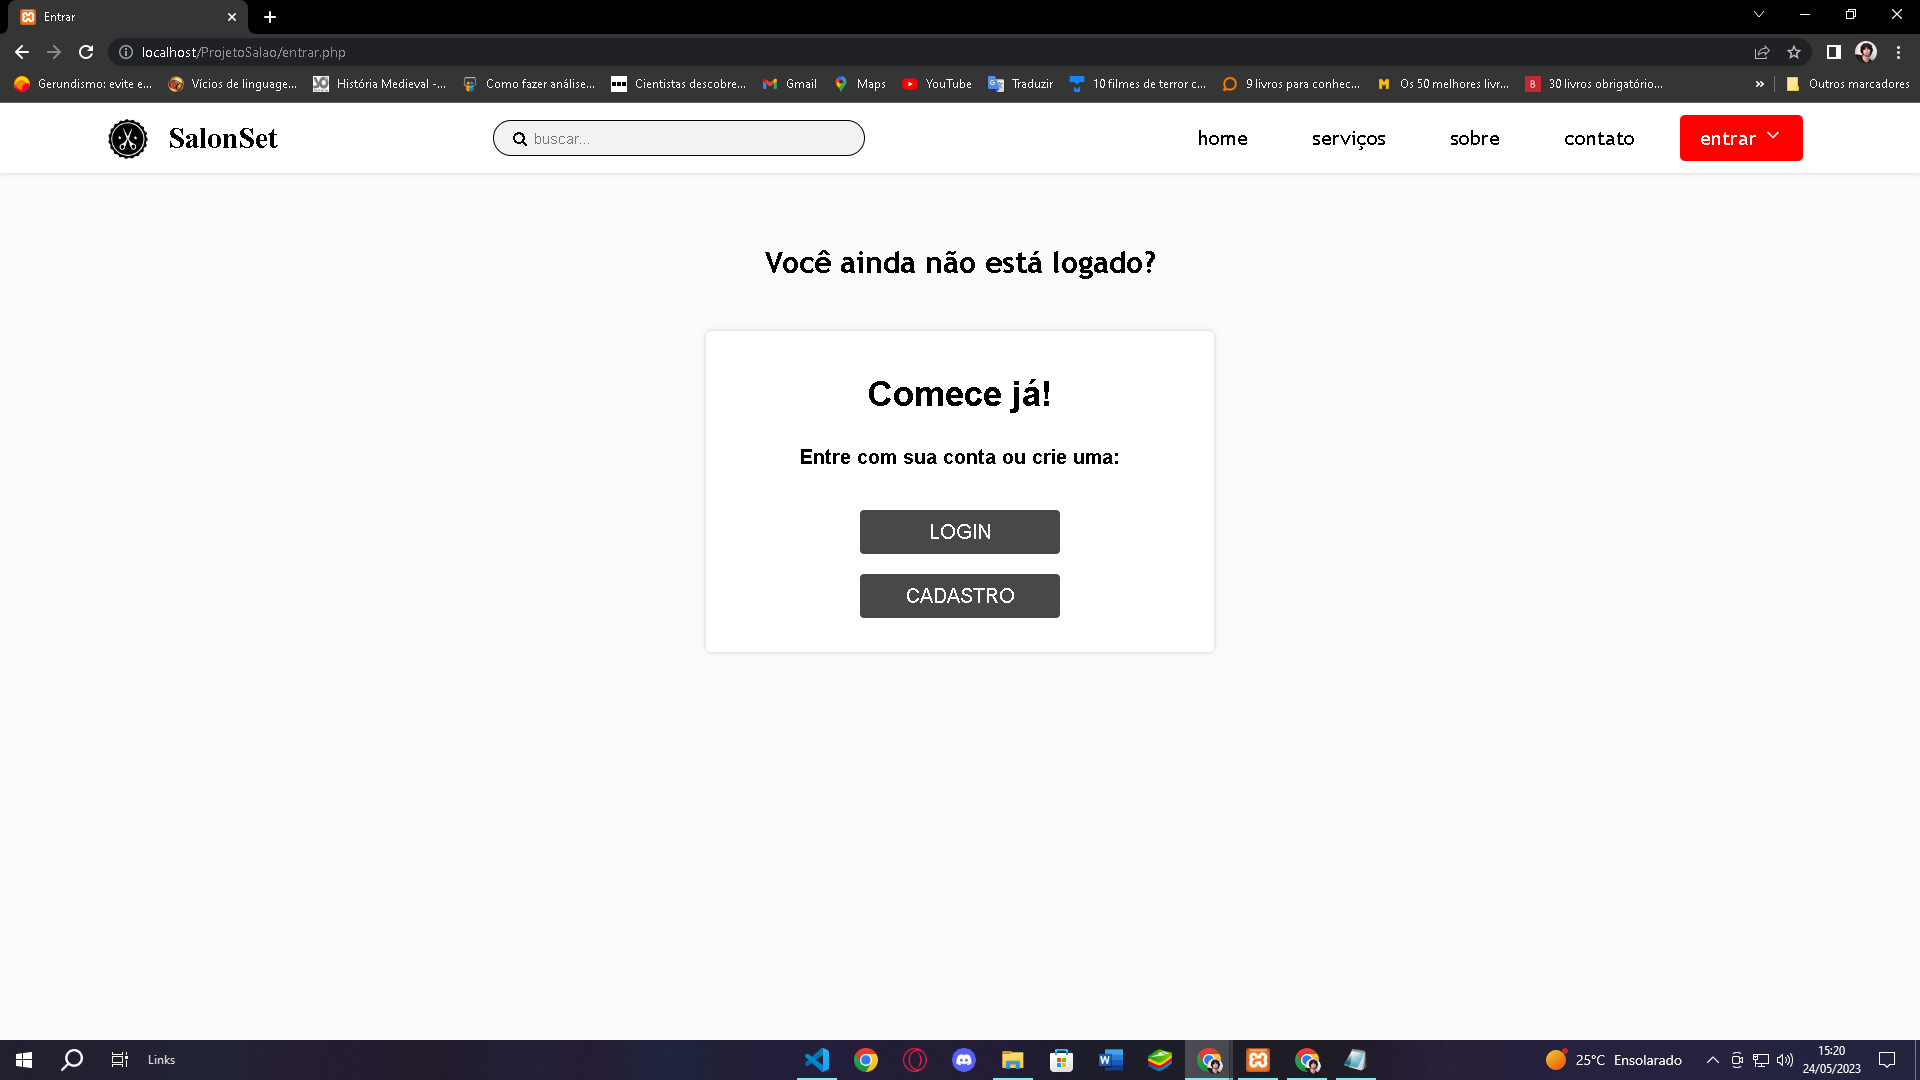 Entrar
localhost/ProjetoSalao/entrar.php
Gerundismo: evite e...
Vícios de linguage...
História Medieval -...
Como fazer análise...
Cientistas descobre...
Gmail
Maps
YouTube
Traduzir
10 filmes de terror c...
9 livros para conhec...
Os 50 melhores livr...
30 livros obrigatório...
»
Outros marcadores
SalonSet
buscar...
home
serviços
sobre
contato
entrar
Você ainda não está logado?
Comece já!
Entre com sua conta ou crie uma:
LOGIN
CADASTRO
Links
25°C Ensolarado
15:20
24/05/2023